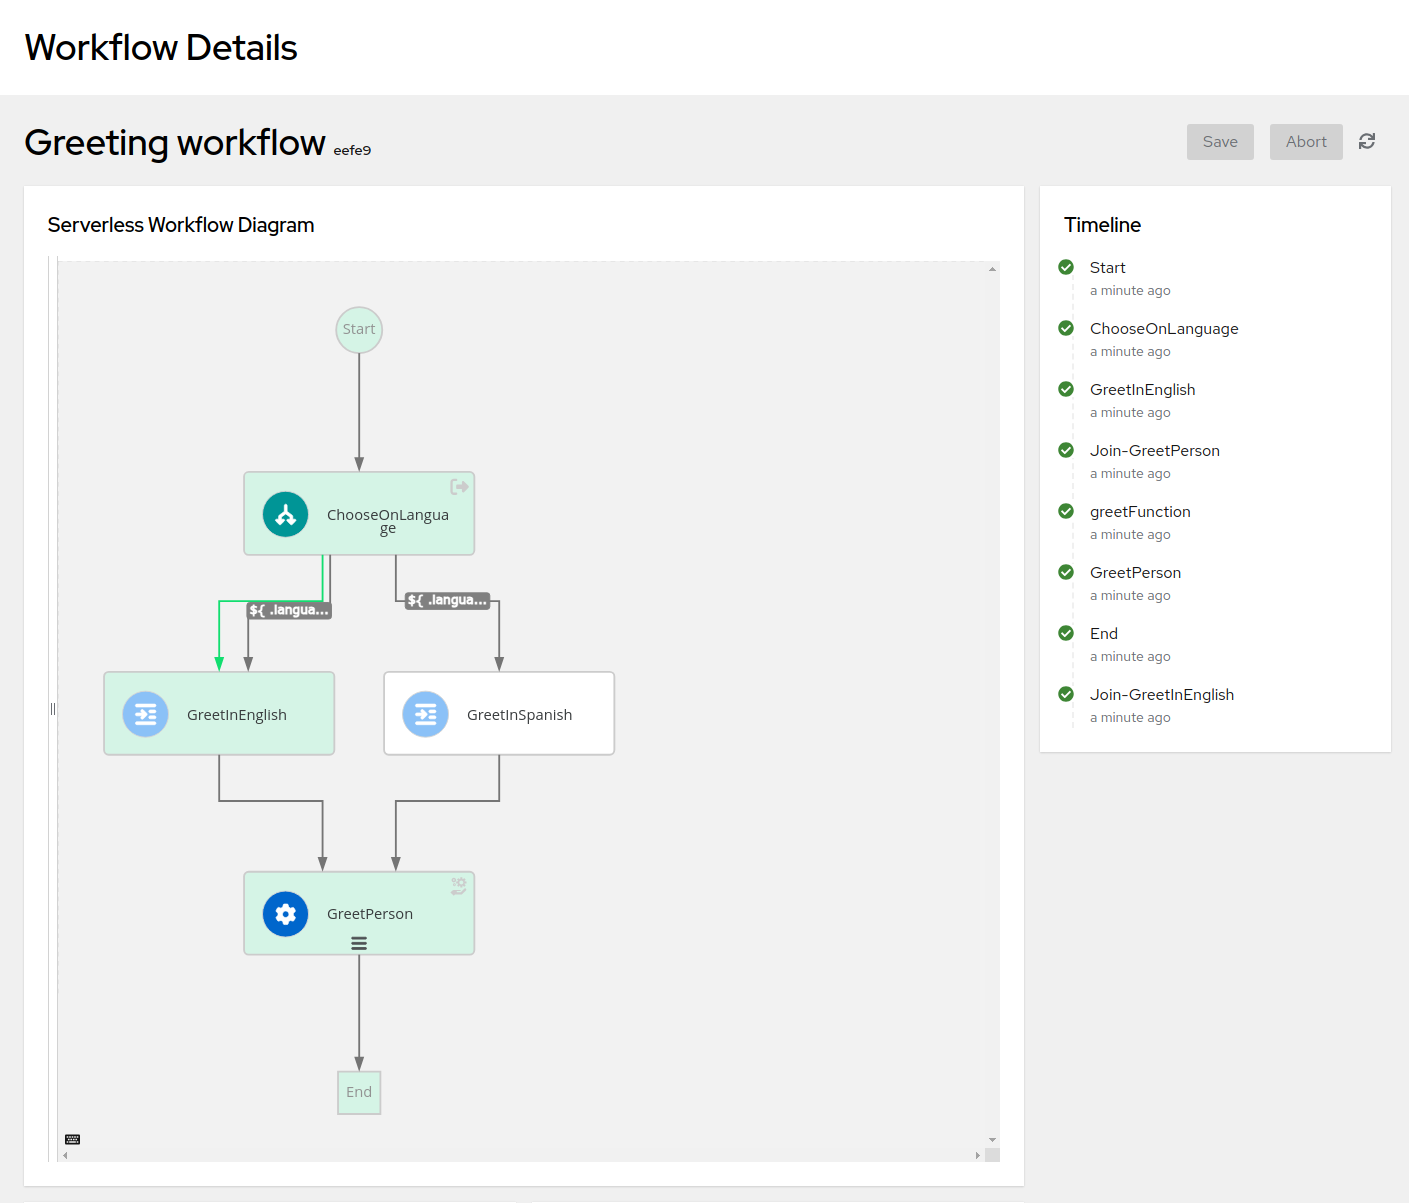 Workflow Details
Greeting workflow eefe9
Save
Abort
Serverless Workflow Diagram
Start
ChooseOnLangua
ge
${ .langua...
${ .langua...
GreetInEnglish
GreetInSpanish
GreetPerson
End
Timeline
Start
a minute ago
ChooseOnLanguage
a minute ago
GreetInEnglish
a minute ago
Join-GreetPerson
a minute ago
greetFunction
a minute ago
GreetPerson
a minute ago
End
a minute ago
Join-GreetInEnglish
a minute ago